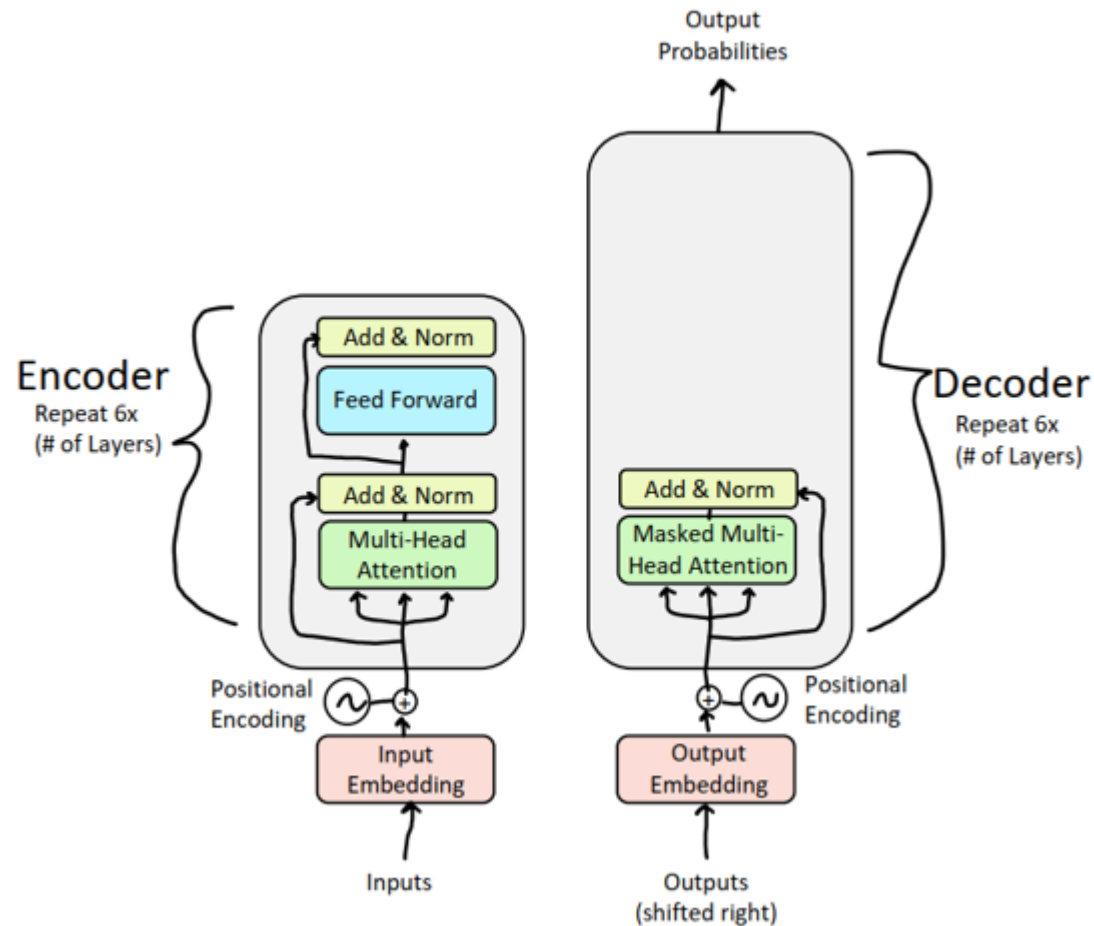 Output
Probabilities
Add & Norm
Feed Forward
Add & Norm
Multi-Head
Attention
Encoder
Repeat 6x
(# of Layers)
Positional
Encoding
+
Input
Embedding
Inputs
Add & Norm
Masked Multi-
Head Attention
Decoder
Repeat 6x
(# of Layers)
+
Positional
Encoding
Output
Embedding
Outputs
(shifted right)